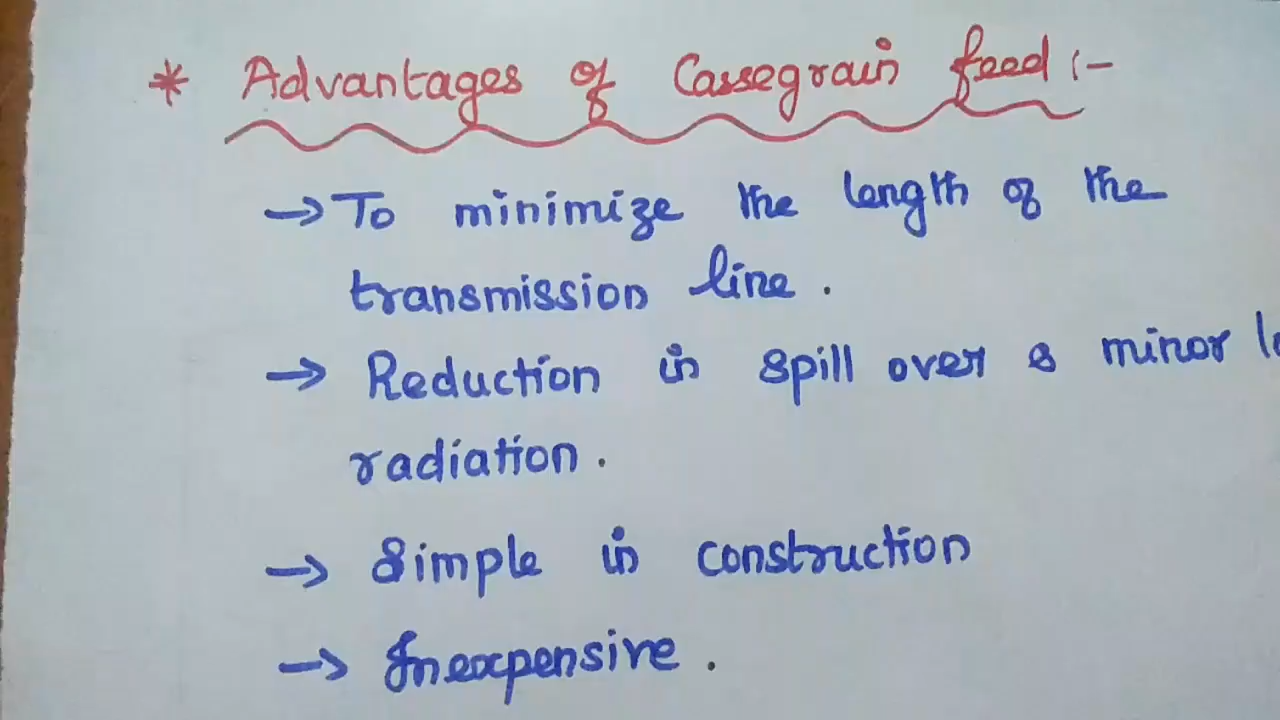 * Advantages of Cassegrain feed :-
→ To minimize the length of the
transmission line .
→ Reduction in spill over & minor
radiation .
→ Simple in construction
→ Inexpensive .